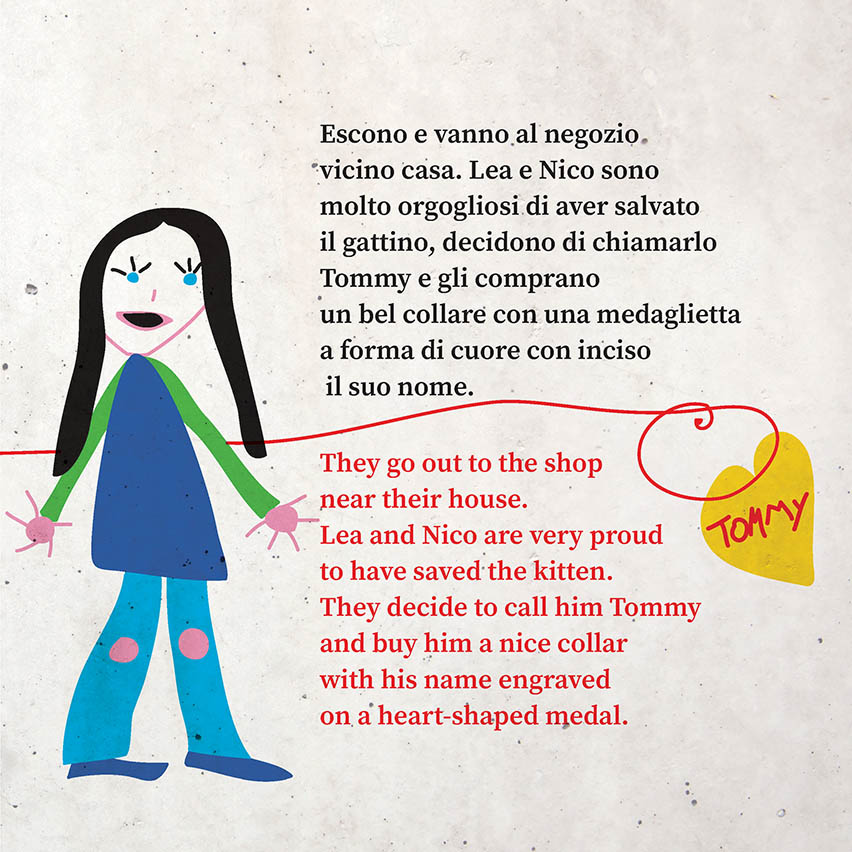 Escono e vanno al negozio
vicino casa. Lea e Nico sono
molto orgogliosi di aver salvato
il gattino, decidono di chiamarlo
Tommy e gli comprano
un bel collare con una medaglietta
a forma di cuore con inciso
il suo nome.
They go out to the shop
near their house.
Lea and Nico are very proud
to have saved the kitten.
They decide to call him Tommy
and buy him a nice collar
with his name engraved
on a heart-shaped medal.
TOMMY